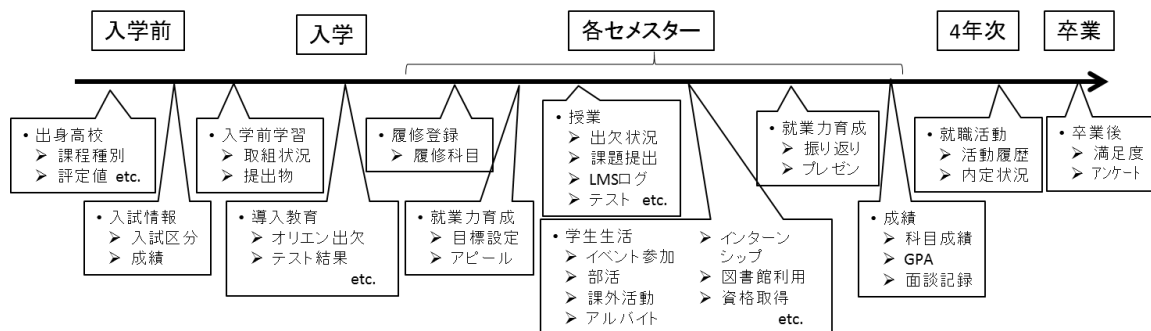 入学前
入学
各セメスター
4年次
卒業
• 出身高校
➢ 課程種別
➢ 評定値 etc.
• 入試情報
➢ 入試区分
➢ 成績
• 入学前学習
➢ 取組状況
➢ 提出物
• 導入教育
➢ オリエン出欠
➢ テスト結果
etc.
• 履修登録
➢ 履修科目
• 就業力育成
➢ 目標設定
➢ アピール
• 授業
➢ 出欠状況
➢ 課題提出
➢ LMSログ
➢ テスト etc.
• 学生生活
➢ イベント参加
➢ 部活
➢ 課外活動
➢ アルバイト
➢ インターン
シップ
➢ 図書館利用
➢ 資格取得
etc.
• 就業力育成
➢ 振り返り
➢ プレゼン
• 成績
➢ 科目成績
➢ GPA
➢ 面談記録
• 就職活動
➢ 活動履歴
➢ 内定状況
• 卒業後
➢ 満足度
➢ アンケート